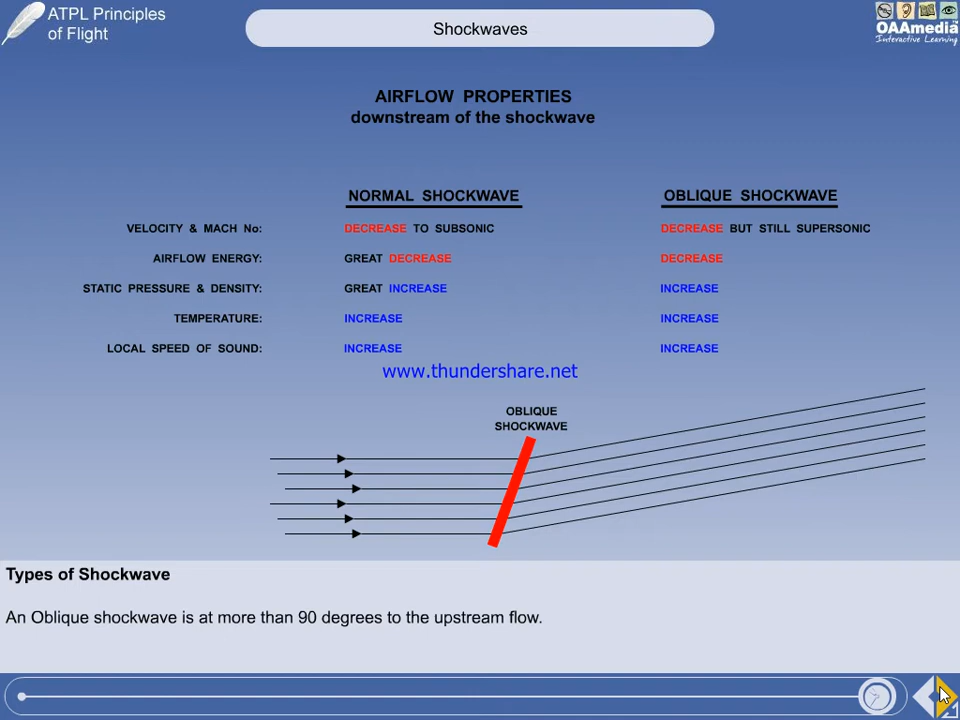 ATPL Principles
of Flight
Shockwaves
OAAmedia
Interactive Learning
AIRFLOW PROPERTIES
downstream of the shockwave
NORMAL SHOCKWAVE OBLIQUE SHOCKWAVE
VELOCITY & MACH No: DECREASE TO SUBSONIC DECREASE BUT STILL SUPERSONIC
AIRFLOW ENERGY: GREAT DECREASE DECREASE
STATIC PRESSURE & DENSITY: GREAT INCREASE INCREASE
TEMPERATURE: INCREASE INCREASE
LOCAL SPEED OF SOUND: INCREASE INCREASE
www.thundershare.net
OBLIQUE
SHOCKWAVE
Types of Shockwave
An Oblique shockwave is at more than 90 degrees to the upstream flow.